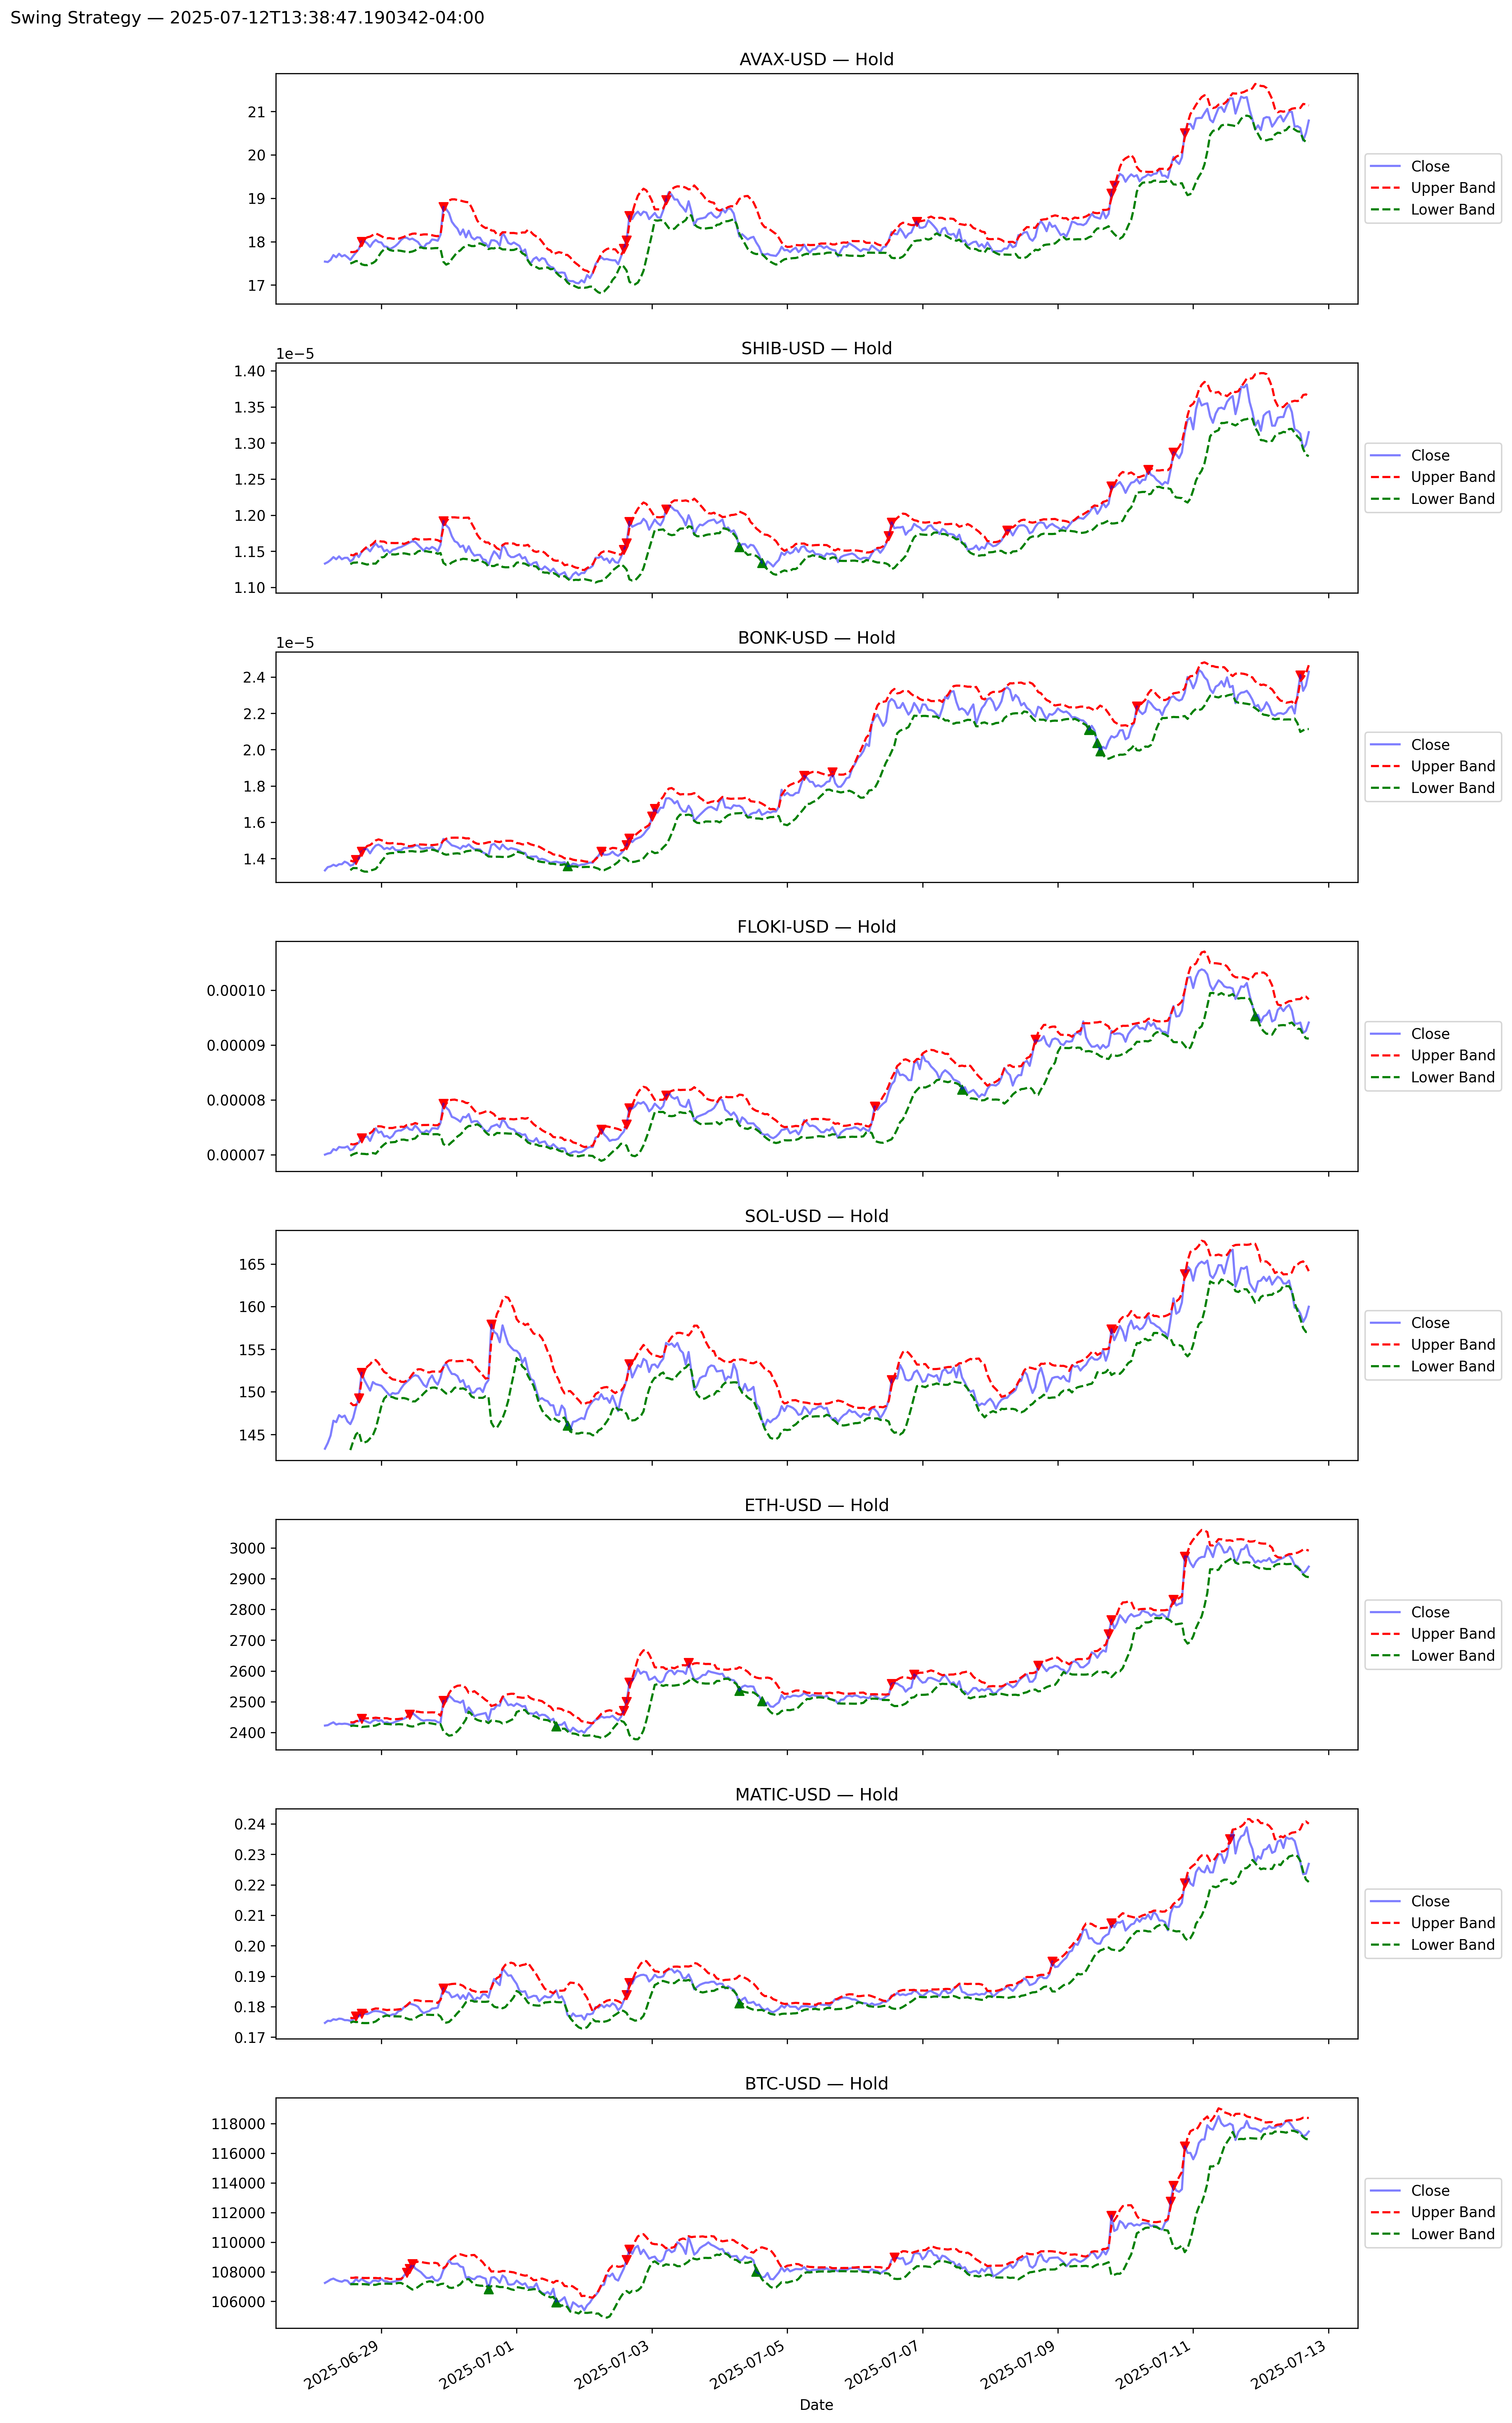 Swing Strategy — 2025-07-12T13:38:47.190342-04:00
AVAX-USD — Hold
21
20
19
18
17
Close
Upper Band
Lower Band
SHIB-USD — Hold
1e−5
1.40
1.35
1.30
1.25
1.20
1.15
1.10
Close
Upper Band
Lower Band
BONK-USD — Hold
1e−5
2.4
2.2
2.0
1.8
1.6
1.4
Close
Upper Band
Lower Band
FLOKI-USD — Hold
0.00010
0.00009
0.00008
0.00007
Close
Upper Band
Lower Band
SOL-USD — Hold
165
160
155
150
145
Close
Upper Band
Lower Band
ETH-USD — Hold
3000
2900
2800
2700
2600
2500
2400
Close
Upper Band
Lower Band
MATIC-USD — Hold
0.24
0.23
0.22
0.21
0.20
0.19
0.18
0.17
Close
Upper Band
Lower Band
BTC-USD — Hold
118000
116000
114000
112000
110000
108000
106000
Close
Upper Band
Lower Band
2025-06-29
2025-07-01
2025-07-03
2025-07-05
2025-07-07
2025-07-09
2025-07-11
2025-07-13
Date